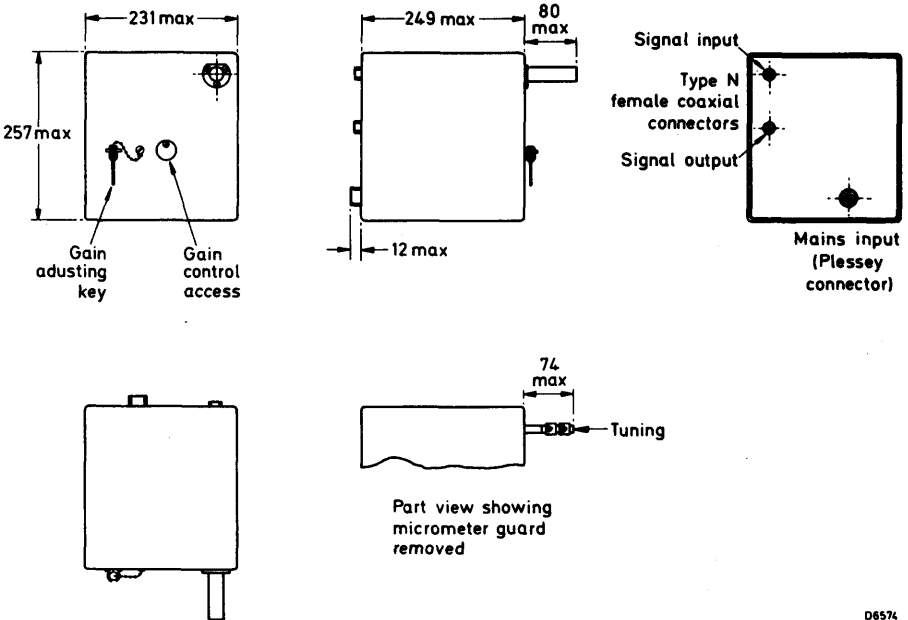 231 max
257 max
Gain
adusting
key
Gain
control
access
249 max
80
max
12 max
Signal input
Type N
female coaxial
connectors
Signal output
Mains input
(Plessey
connector)
74
max
Tuning
Part view showing
micrometer guard
removed
D6574